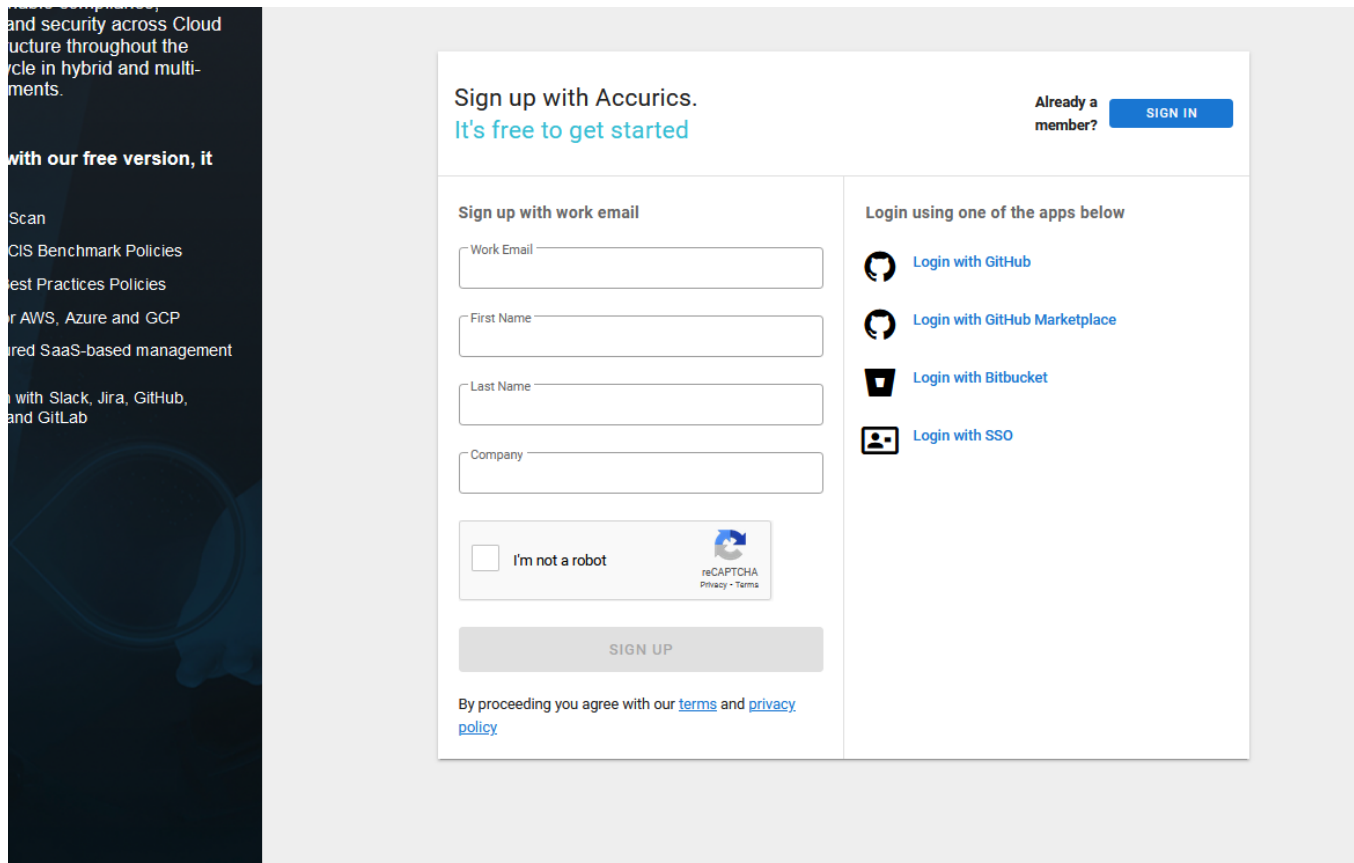 and security across Cloud
ucture throughout the
cle in hybrid and multi-
ments.
with our free version, it
Scan
CIS Benchmark Policies
Best Practices Policies
or AWS, Azure and GCP
ured SaaS-based management
with Slack, Jira, GitHub,
and GitLab
Sign up with Accurics.
It's free to get started
Already a
member?
SIGN IN
Sign up with work email
Work Email
First Name
Last Name
Company
I'm not a robot
reCAPTCHA
Privacy - Terms
SIGN UP
By proceeding you agree with our terms and privacy
policy
Login using one of the apps below
Login with GitHub
Login with GitHub Marketplace
Login with Bitbucket
Login with SSO